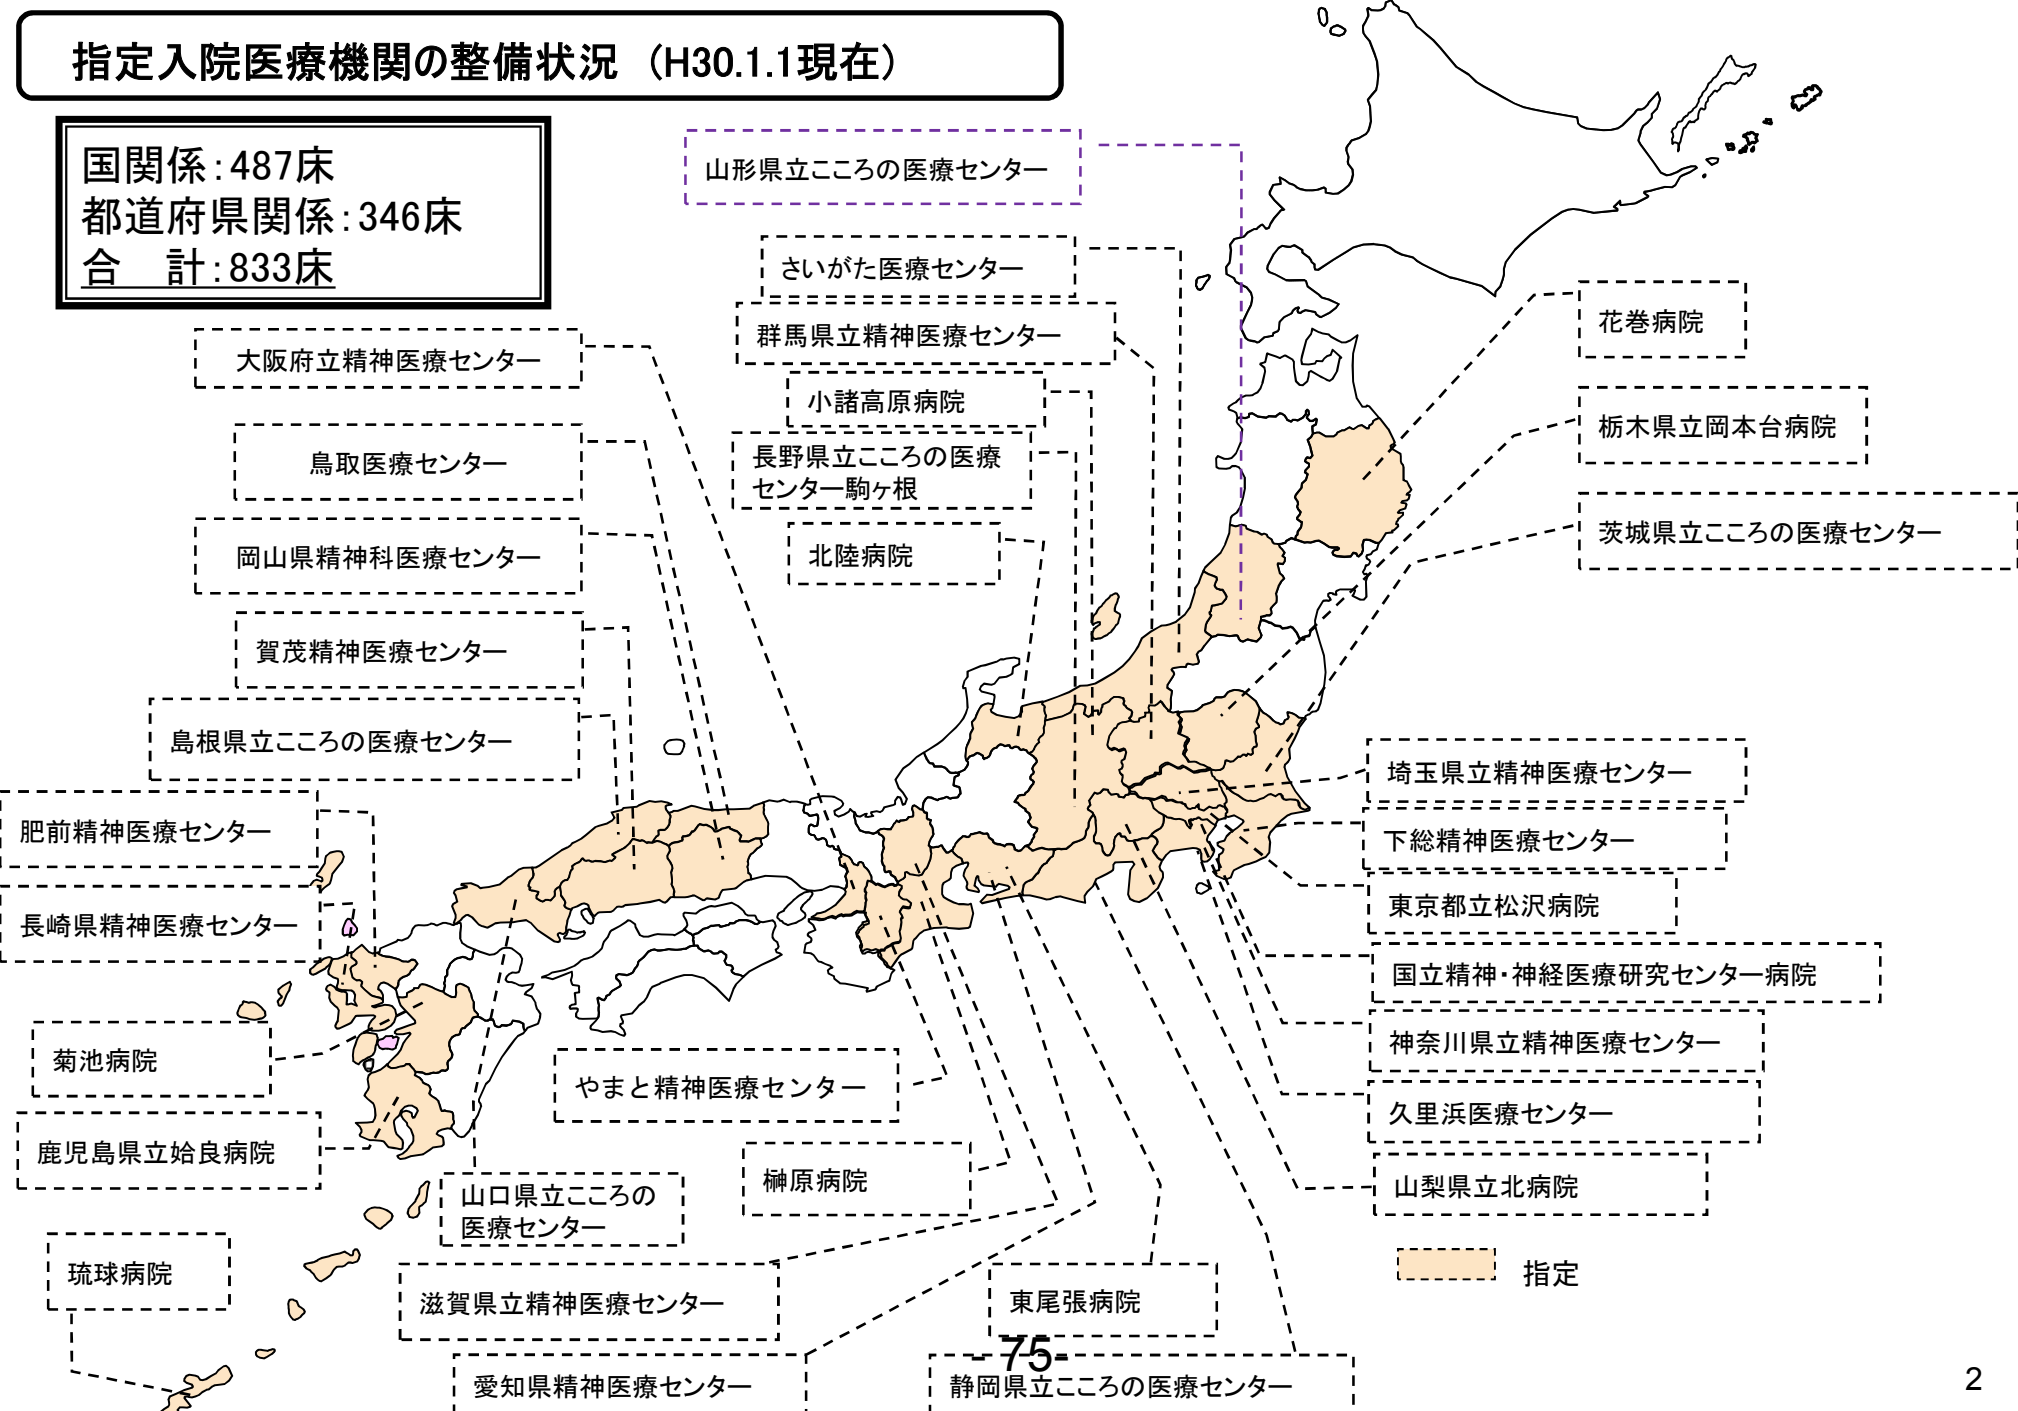 指定入院医療機関の整備状況 （H30.1.1現在）
国関係:487床
都道府県関係:346床
合　計:833床
山形県立こころの医療センター
さいがた医療センター
群馬県立精神医療センター
小諸高原病院
長野県立こころの医療
センター駒ヶ根
北陸病院
大阪府立精神医療センター
鳥取医療センター
岡山県精神科医療センター
賀茂精神医療センター
島根県立こころの医療センター
肥前精神医療センター
長崎県精神医療センター
菊池病院
鹿児島県立姶良病院
琉球病院
山口県立こころの
医療センター
やまと精神医療センター
榊原病院
滋賀県立精神医療センター
愛知県精神医療センター
東尾張病院
静岡県立こころの医療センター
花巻病院
栃木県立岡本台病院
茨城県立こころの医療センター
埼玉県立精神医療センター
下総精神医療センター
東京都立松沢病院
国立精神・神経医療研究センター病院
神奈川県立精神医療センター
久里浜医療センター
山梨県立北病院
指定
- 75-
2